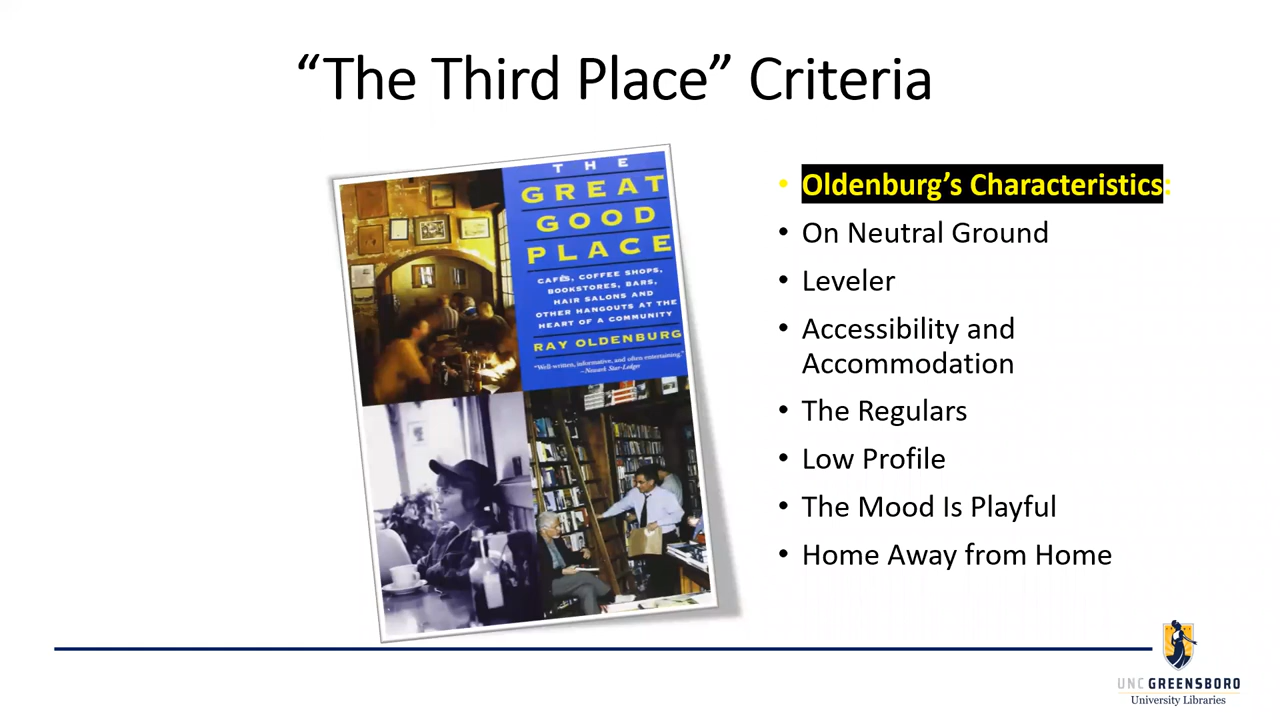 “The Third Place” Criteria
THE
GREAT
GOOD
PLACE
CAFÉS, COFFEE SHOPS,
BOOKSTORES, BARS,
HAIR SALONS AND
OTHER HANGOUTS AT THE
HEART OF A COMMUNITY
RAY OLDENBURG
“Well-written, informative, and often entertaining.”
—Newark Star-Ledger
• Oldenburg’s Characteristics:
• On Neutral Ground
• Leveler
• Accessibility and
Accommodation
• The Regulars
• Low Profile
• The Mood Is Playful
• Home Away from Home
UNC GREENSBORO
University Libraries